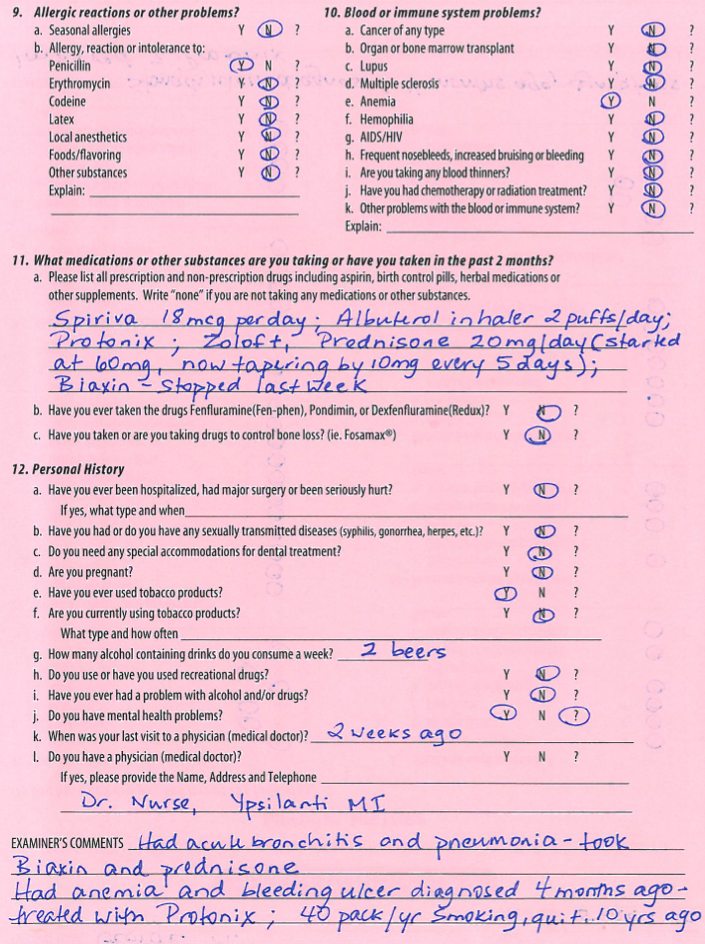 9. Allergic reactions or other problems?
a. Seasonal allergies Y N ?
b. Allergy, reaction or intolerance to:
Penicillin Y N ?
Erythromycin Y N ?
Codeine Y N ?
Latex Y N ?
Local anesthetics Y N ?
Foods/flavoring Y N ?
Other substances Y N ?
Explain:
10. Blood or immune system problems?
a. Cancer of any type Y N ?
b. Organ or bone marrow transplant Y N ?
c. Lupus Y N ?
d. Multiple sclerosis Y N ?
e. Anemia Y N ?
f. Hemophilia Y N ?
g. AIDS/HIV Y N ?
h. Frequent nosebleeds, increased bruising or bleeding Y N ?
i. Are you taking any blood thinners? Y N ?
j. Have you had chemotherapy or radiation treatment? Y N ?
k. Other problems with the blood or immune system? Y N ?
Explain:
11. What medications or other substances are you taking or have you taken in the past 2 months?
a. Please list all prescription and non-prescription drugs including aspirin, birth control pills, herbal medications or
other supplements. Write "none" if you are not taking any medications or other substances.
Spiriva 18mcg per day; Albuterol inhaler 2 puffs/day;
Protonix; Zoloft, Prednisone 20mg/day (started
at 60mg, now tapering by 10mg every 5 days);
Biaxin - Stopped last week
b. Have you ever taken the drugs Fenfluramine(Fen-phen), Pondimin, or Dexfenfluramine(Redux)? Y N ?
c. Have you taken or are you taking drugs to control bone loss? (ie. Fosamax®) Y N ?
12. Personal History
a. Have you ever been hospitalized, had major surgery or been seriously hurt? Y N ?
If yes, what type and when
b. Have you had or do you have any sexually transmitted diseases (syphilis, gonorrhea, herpes, etc.)? Y N ?
c. Do you need any special accommodations for dental treatment? Y N ?
d. Are you pregnant? Y N ?
e. Have you ever used tobacco products? Y N ?
f. Are you currently using tobacco products? Y N ?
What type and how often
g. How many alcohol containing drinks do you consume a week? 2 beers
h. Do you use or have you used recreational drugs? Y N ?
i. Have you ever had a problem with alcohol and/or drugs? Y N ?
j. Do you have mental health problems? Y N ?
k. When was your last visit to a physician (medical doctor)? 2 weeks ago
l. Do you have a physician (medical doctor)? Y N ?
If yes, please provide the Name, Address and Telephone
Dr. Nurse, Ypsilanti MI
EXAMINER'S COMMENTS Had acute bronchitis and pneumonia - took
Biaxin and prednisone
Had anemia and bleeding ulcer diagnosed 4 months ago -
treated with Protonix; 40 pack/yr smoking, quit 10 yrs ago